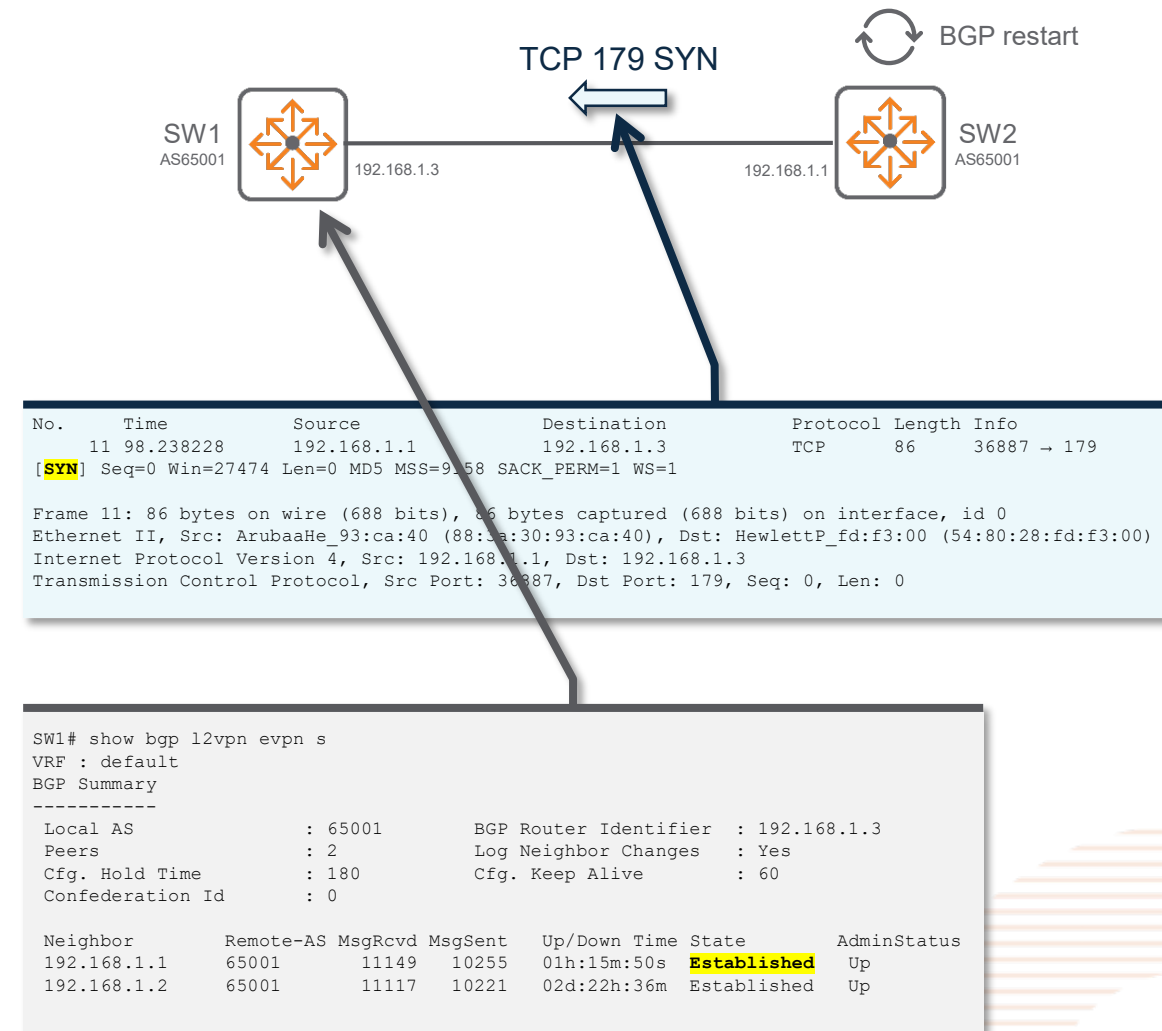 BGP restart
TCP 179 SYN
SW1
AS65001
192.168.1.3
192.168.1.1
SW2
AS65001
No. Time Source Destination Protocol Length Info
11 98.238228 192.168.1.1 192.168.1.3 TCP 86 36887 → 179
[SYN] Seq=0 Win=27474 Len=0 MD5 MSS=9158 SACK_PERM=1 WS=1
Frame 11: 86 bytes on wire (688 bits), 86 bytes captured (688 bits) on interface, id 0
Ethernet II, Src: ArubaaHe_93:ca:40 (88:3a:30:93:ca:40), Dst: HewlettP_fd:f3:00 (54:80:28:fd:f3:00)
Internet Protocol Version 4, Src: 192.168.1.1, Dst: 192.168.1.3
Transmission Control Protocol, Src Port: 36887, Dst Port: 179, Seq: 0, Len: 0
SW1# show bgp l2vpn evpn s
VRF : default
BGP Summary
-----------
Local AS : 65001 BGP Router Identifier : 192.168.1.3
Peers : 2 Log Neighbor Changes : Yes
Cfg. Hold Time : 180 Cfg. Keep Alive : 60
Confederation Id : 0
Neighbor Remote-AS MsgRcvd MsgSent Up/Down Time State AdminStatus
192.168.1.1 65001 11149 10255 01h:15m:50s Established Up
192.168.1.2 65001 11117 10221 02d:22h:36m Established Up